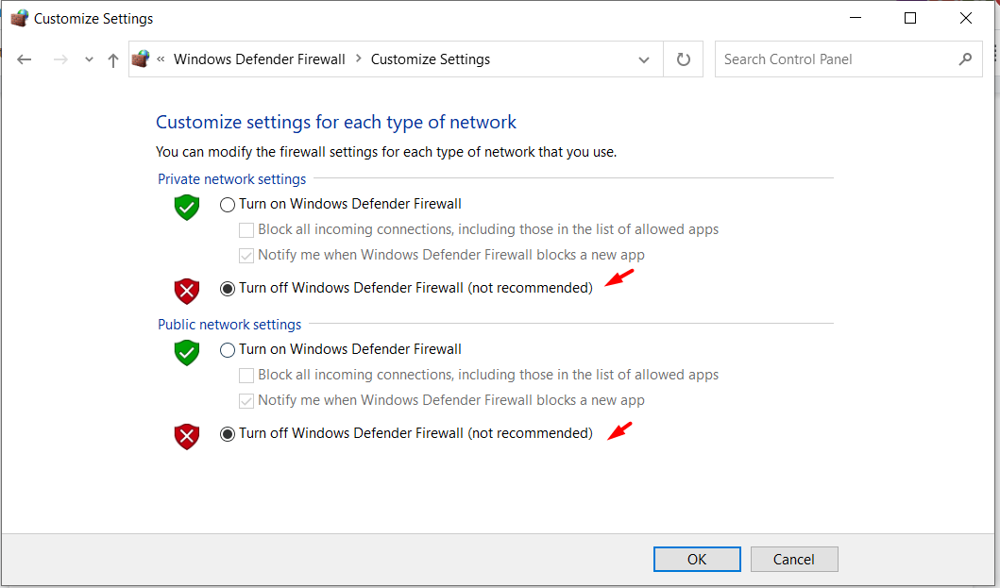 Customize Settings
« Windows Defender Firewall > Customize Settings
Search Control Panel
Customize settings for each type of network
You can modify the firewall settings for each type of network that you use.
Private network settings
Turn on Windows Defender Firewall
Block all incoming connections, including those in the list of allowed apps
Notify me when Windows Defender Firewall blocks a new app
Turn off Windows Defender Firewall (not recommended)
Public network settings
Turn on Windows Defender Firewall
Block all incoming connections, including those in the list of allowed apps
Notify me when Windows Defender Firewall blocks a new app
Turn off Windows Defender Firewall (not recommended)
OK
Cancel